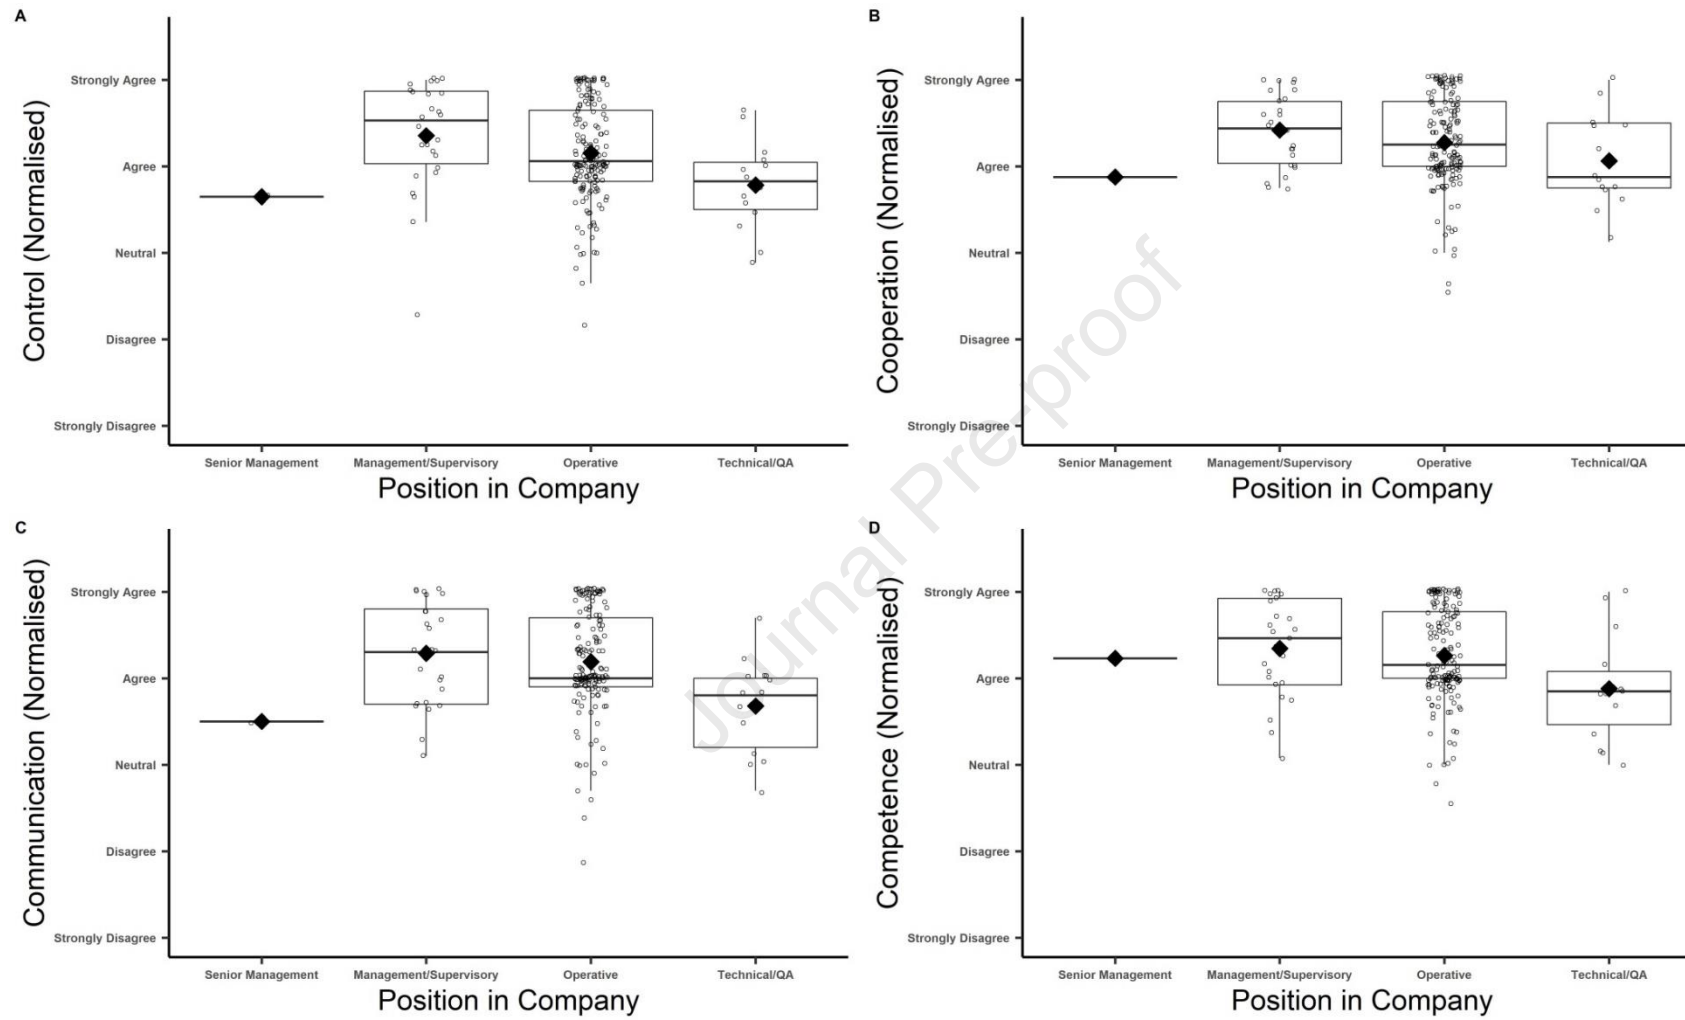 A
Control (Normalised)
Strongly Agree
Agree
Neutral
Disagree
Strongly Disagree
Senior Management
Management/Supervisory
Operative
Technical/QA
Position in Company
B
Cooperation (Normalised)
Strongly Agree
Agree
Neutral
Disagree
Strongly Disagree
Senior Management
Management/Supervisory
Operative
Technical/QA
Position in Company
C
Communication (Normalised)
Strongly Agree
Agree
Neutral
Disagree
Strongly Disagree
Senior Management
Management/Supervisory
Operative
Technical/QA
Position in Company
D
Competence (Normalised)
Strongly Agree
Agree
Neutral
Disagree
Strongly Disagree
Senior Management
Management/Supervisory
Operative
Technical/QA
Position in Company
Journal Pre-proof